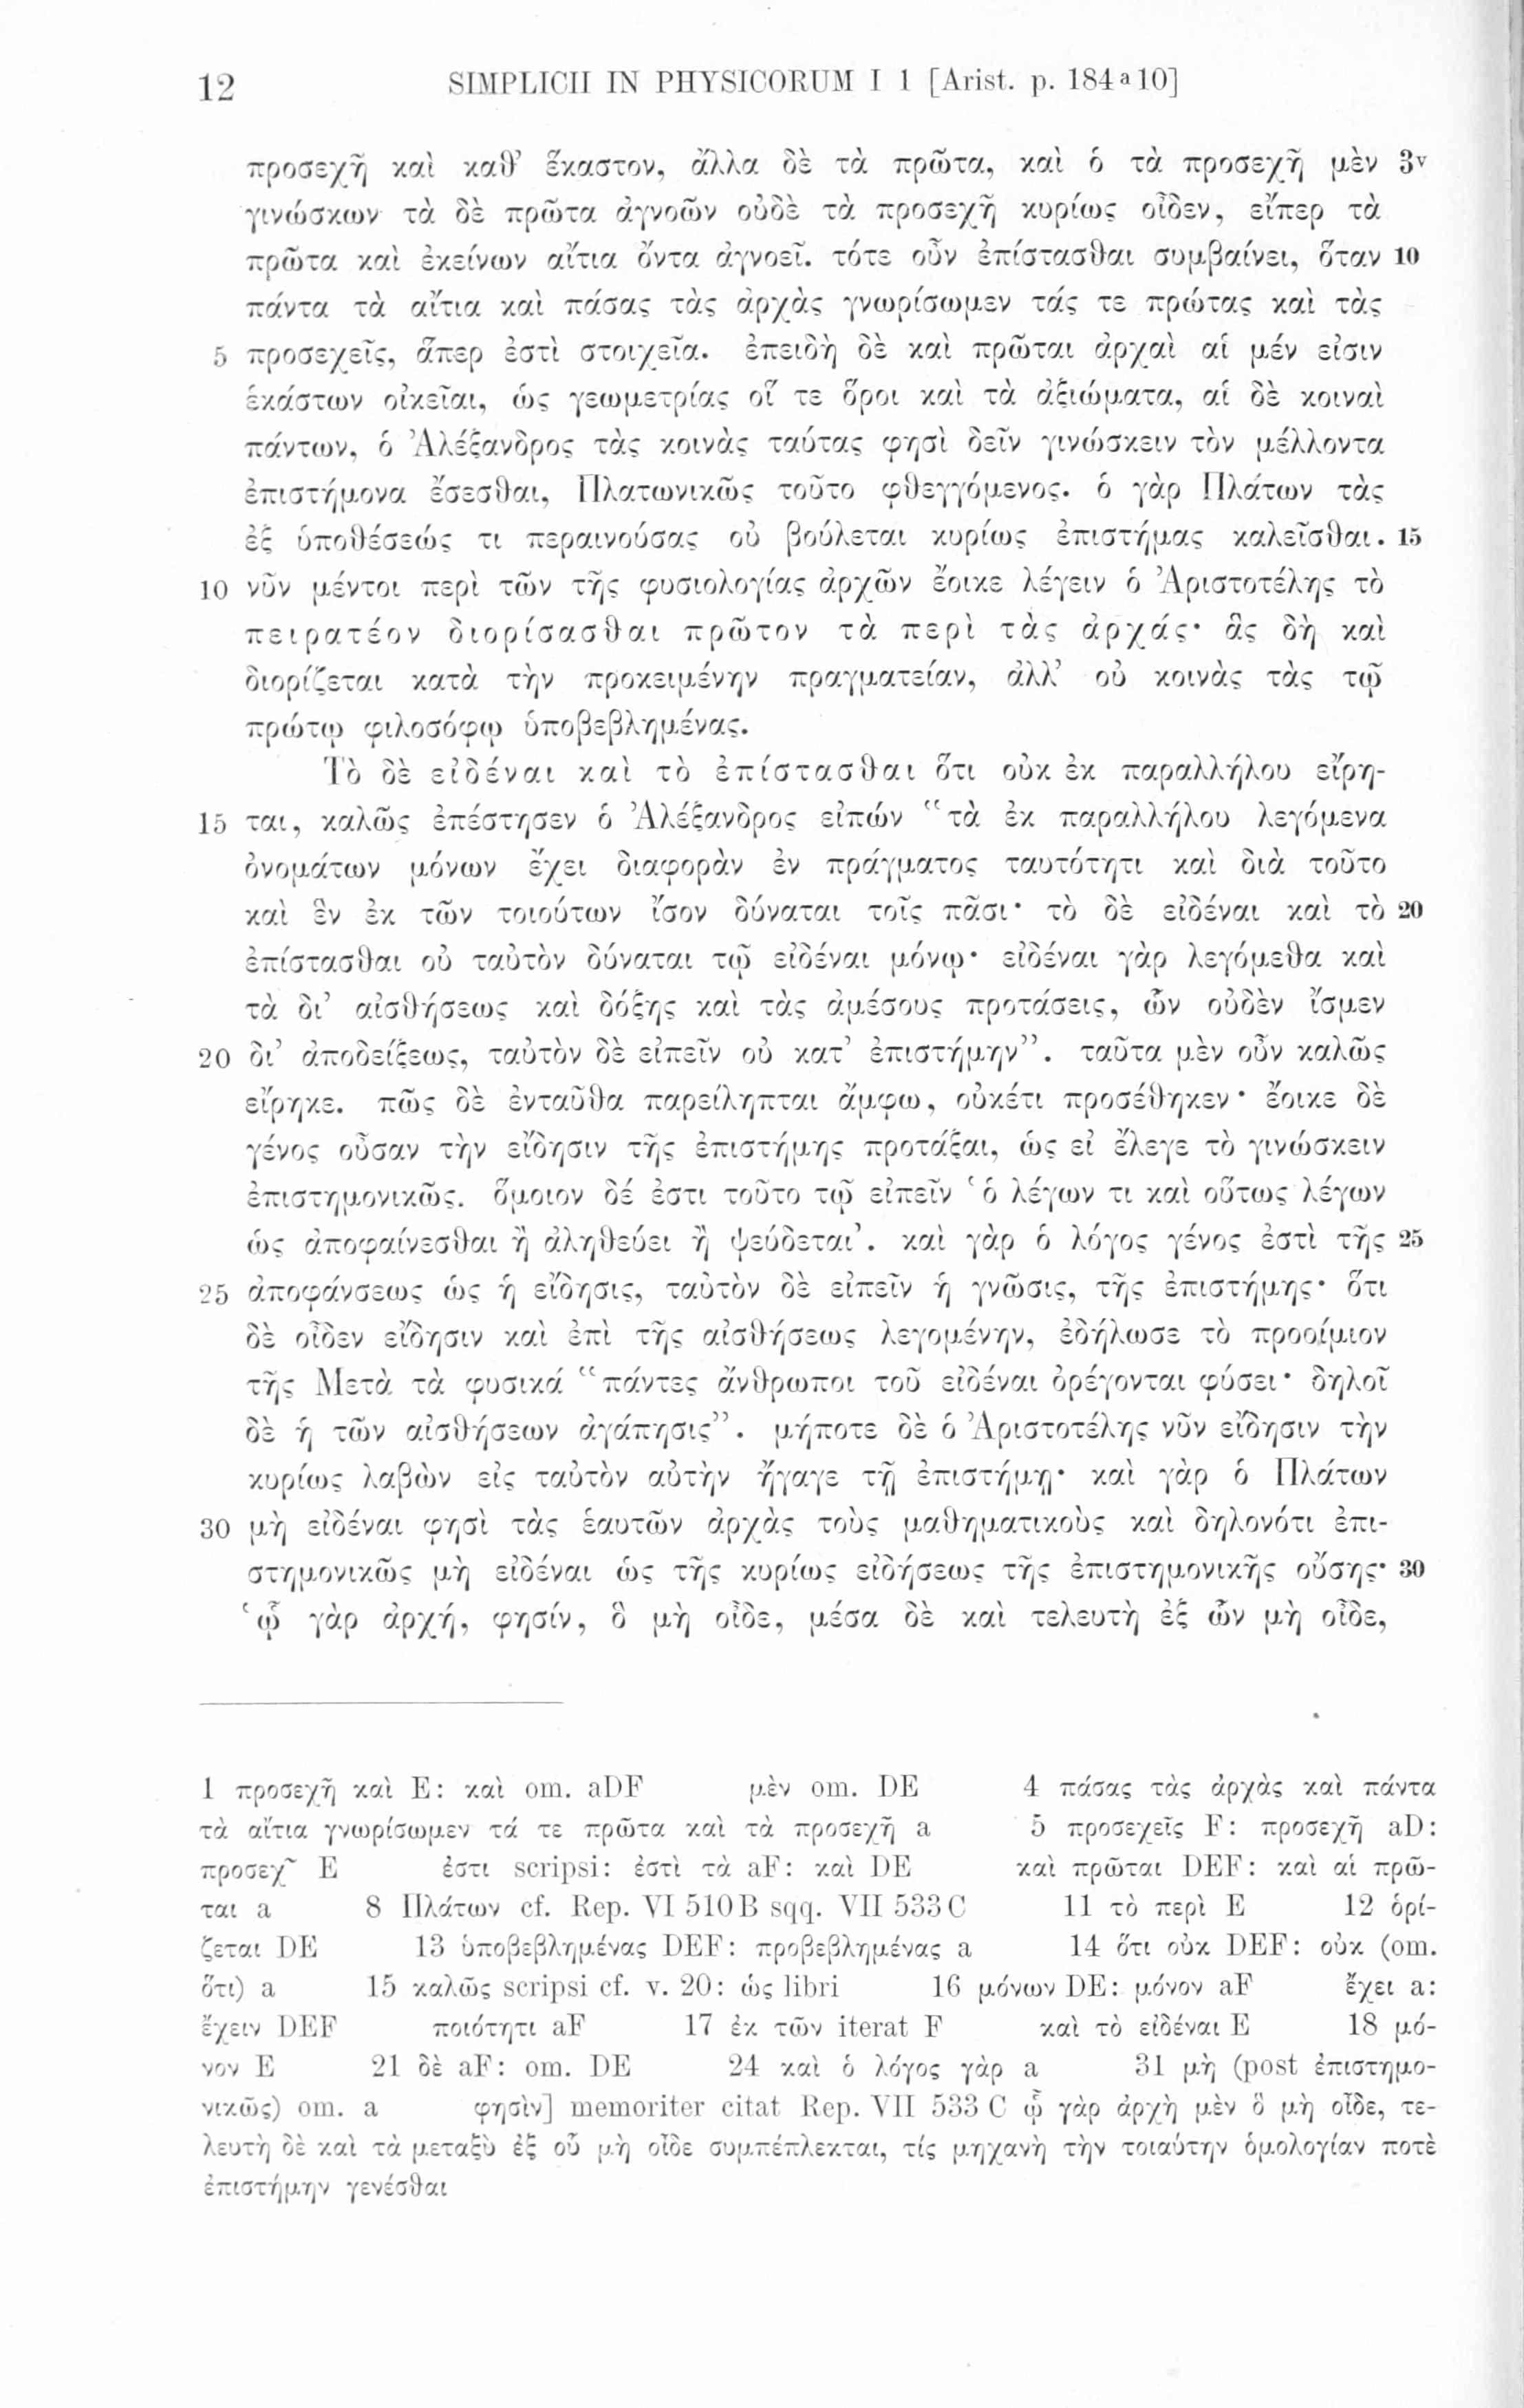 12 SIMPLICII IN PHYSICORUM I 1 [Arist. p. 184ᵃ10]
προσεχῆ καὶ καθ’ ἕκαστον, ἄλλα δὲ τὰ πρῶτα, καὶ ὁ τὰ προσεχῆ μὲν 3ᵛ
γινώσκων τὰ δὲ πρῶτα ἀγνοῶν οὐδὲ τὰ προσεχῆ κυρίως οἶδεν, εἴπερ τὰ
πρῶτα καὶ ἐκείνων αἴτια ὄντα ἀγνοεῖ. τότε οὖν ἐπίστασθαι συμβαίνει, ὅταν 10
πάντα τὰ αἴτια καὶ πάσας τὰς ἀρχὰς γνωρίσωμεν τάς τε πρώτας καὶ τὰς
5 προσεχεῖς, ἅπερ ἐστὶ στοιχεῖα. ἐπειδὴ δὲ καὶ πρῶται ἀρχαὶ αἱ μέν εἰσιν
ἑκάστων οἰκεῖαι, ὡς γεωμετρίας οἵ τε ὅροι καὶ τὰ ἀξιώματα, αἱ δὲ κοιναὶ
πάντων, ὁ Ἀλέξανδρος τὰς κοινὰς ταύτας φησὶ δεῖν γινώσκειν τὸν μέλλοντα
ἐπιστήμονα ἔσεσθαι, Πλατωνικῶς τοῦτο φθεγγόμενος. ὁ γὰρ Πλάτων τὰς
ἐξ ὑποθέσεώς τι περαινούσας οὐ βούλεται κυρίως ἐπιστήμας καλεῖσθαι. 15
10 νῦν μέντοι περὶ τῶν τῆς φυσιολογίας ἀρχῶν ἔοικε λέγειν ὁ Ἀριστοτέλης τὸ
πειρατέον διορίσασθαι πρῶτον τὰ περὶ τὰς ἀρχάς· ἃς δὴ καὶ
διορίζεται κατὰ τὴν προκειμένην πραγματείαν, ἀλλ’ οὐ κοινὰς τὰς τῷ
πρώτῳ φιλοσόφῳ ὑποβεβλημένας.
Τὸ δὲ εἰδέναι καὶ τὸ ἐπίστασθαι ὅτι οὐκ ἐκ παραλλήλου εἴρη-
15 ται, καλῶς ἐπέστησεν ὁ Ἀλέξανδρος εἰπών “τὰ ἐκ παραλλήλου λεγόμενα
ὀνομάτων μόνων ἔχει διαφορὰν ἐν πράγματος ταυτότητι καὶ διὰ τοῦτο
καὶ ἓν ἐκ τῶν τοιούτων ἴσον δύναται τοῖς πᾶσι· τὸ δὲ εἰδέναι καὶ τὸ 20
ἐπίστασθαι οὐ ταὐτὸν δύναται τῷ εἰδέναι μόνῳ· εἰδέναι γὰρ λεγόμεθα καὶ
τὰ δι’ αἰσθήσεως καὶ δόξης καὶ τὰς ἀμέσους προτάσεις, ὧν οὐδὲν ἴσμεν
20 δι’ ἀποδείξεως, ταὐτὸν δὲ εἰπεῖν οὐ κατ’ ἐπιστήμην”. ταῦτα μὲν οὖν καλῶς
εἴρηκε. πῶς δὲ ἐνταῦθα παρείληπται ἄμφω, οὐκέτι προσέθηκεν· ἔοικε δὲ
γένος οὖσαν τὴν εἴδησιν τῆς ἐπιστήμης προτάξαι, ὡς εἰ ἔλεγε τὸ γινώσκειν
ἐπιστημονικῶς. ὅμοιον δέ ἐστι τοῦτο τῷ εἰπεῖν ‘ὁ λέγων τι καὶ οὕτως λέγων
ὡς ἀποφαίνεσθαι ἢ ἀληθεύει ἢ ψεύδεται’. καὶ γὰρ ὁ λόγος γένος ἐστὶ τῆς 25
25 ἀποφάνσεως ὡς ἡ εἴδησις, ταὐτὸν δὲ εἰπεῖν ἡ γνῶσις, τῆς ἐπιστήμης· ὅτι
δὲ οἶδεν εἴδησιν καὶ ἐπὶ τῆς αἰσθήσεως λεγομένην, ἐδήλωσε τὸ προοίμιον
τῆς Μετὰ τὰ φυσικά “πάντες ἄνθρωποι τοῦ εἰδέναι ὀρέγονται φύσει· δηλοῖ
δὲ ἡ τῶν αἰσθήσεων ἀγάπησις”. μήποτε δὲ ὁ Ἀριστοτέλης νῦν εἴδησιν τὴν
κυρίως λαβὼν εἰς ταὐτὸν αὐτὴν ἤγαγε τῇ ἐπιστήμῃ· καὶ γὰρ ὁ Πλάτων
30 μὴ εἰδέναι φησὶ τὰς ἑαυτῶν ἀρχὰς τοὺς μαθηματικοὺς καὶ δηλονότι ἐπι-
στημονικῶς μὴ εἰδέναι ὡς τῆς κυρίως εἰδήσεως τῆς ἐπιστημονικῆς οὔσης· 30
‘ᾧ γὰρ ἀρχή, φησίν, ὃ μὴ οἶδε, μέσα δὲ καὶ τελευτὴ ἐξ ὧν μὴ οἶδε,
1 προσεχῆ καὶ E: καὶ om. aDF μὲν om. DE 4 πάσας τὰς ἀρχὰς καὶ πάντα
τὰ αἴτια γνωρίσωμεν τά τε πρῶτα καὶ τὰ προσεχῆ a 5 προσεχεῖς F: προσεχῆ aD:
προσεχ˜ E ἐστι scripsi: ἐστὶ τὰ aF: καὶ DE καὶ πρῶται DEF: καὶ αἱ πρῶ-
ται a 8 Πλάτων cf. Rep. VI 510B sqq. VII 533C 11 τὸ περὶ E 12 ὁρί-
ζεται DE 13 ὑποβεβλημένας DEF: προβεβλημένας a 14 ὅτι οὐκ DEF: οὐκ (om.
ὅτι) a 15 καλῶς scripsi cf. v. 20: ὡς libri 16 μόνων DE: μόνον aF ἔχει a:
ἔχειν DEF ποιότητι aF 17 ἐκ τῶν iterat F καὶ τὸ εἰδέναι E 18 μό-
νον E 21 δὲ aF: om. DE 24 καὶ ὁ λόγος γὰρ a 31 μὴ (post ἐπιστημο-
νικῶς) om. a φησὶν] memoriter citat Rep. VII 533 C ᾧ γὰρ ἀρχὴ μὲν ὃ μὴ οἶδε, τε-
λευτὴ δὲ καὶ τὰ μεταξὺ ἐξ οὗ μὴ οἶδε συμπέπλεκται, τίς μηχανὴ τὴν τοιαύτην ὁμολογίαν ποτὲ
ἐπιστήμην γενέσθαι